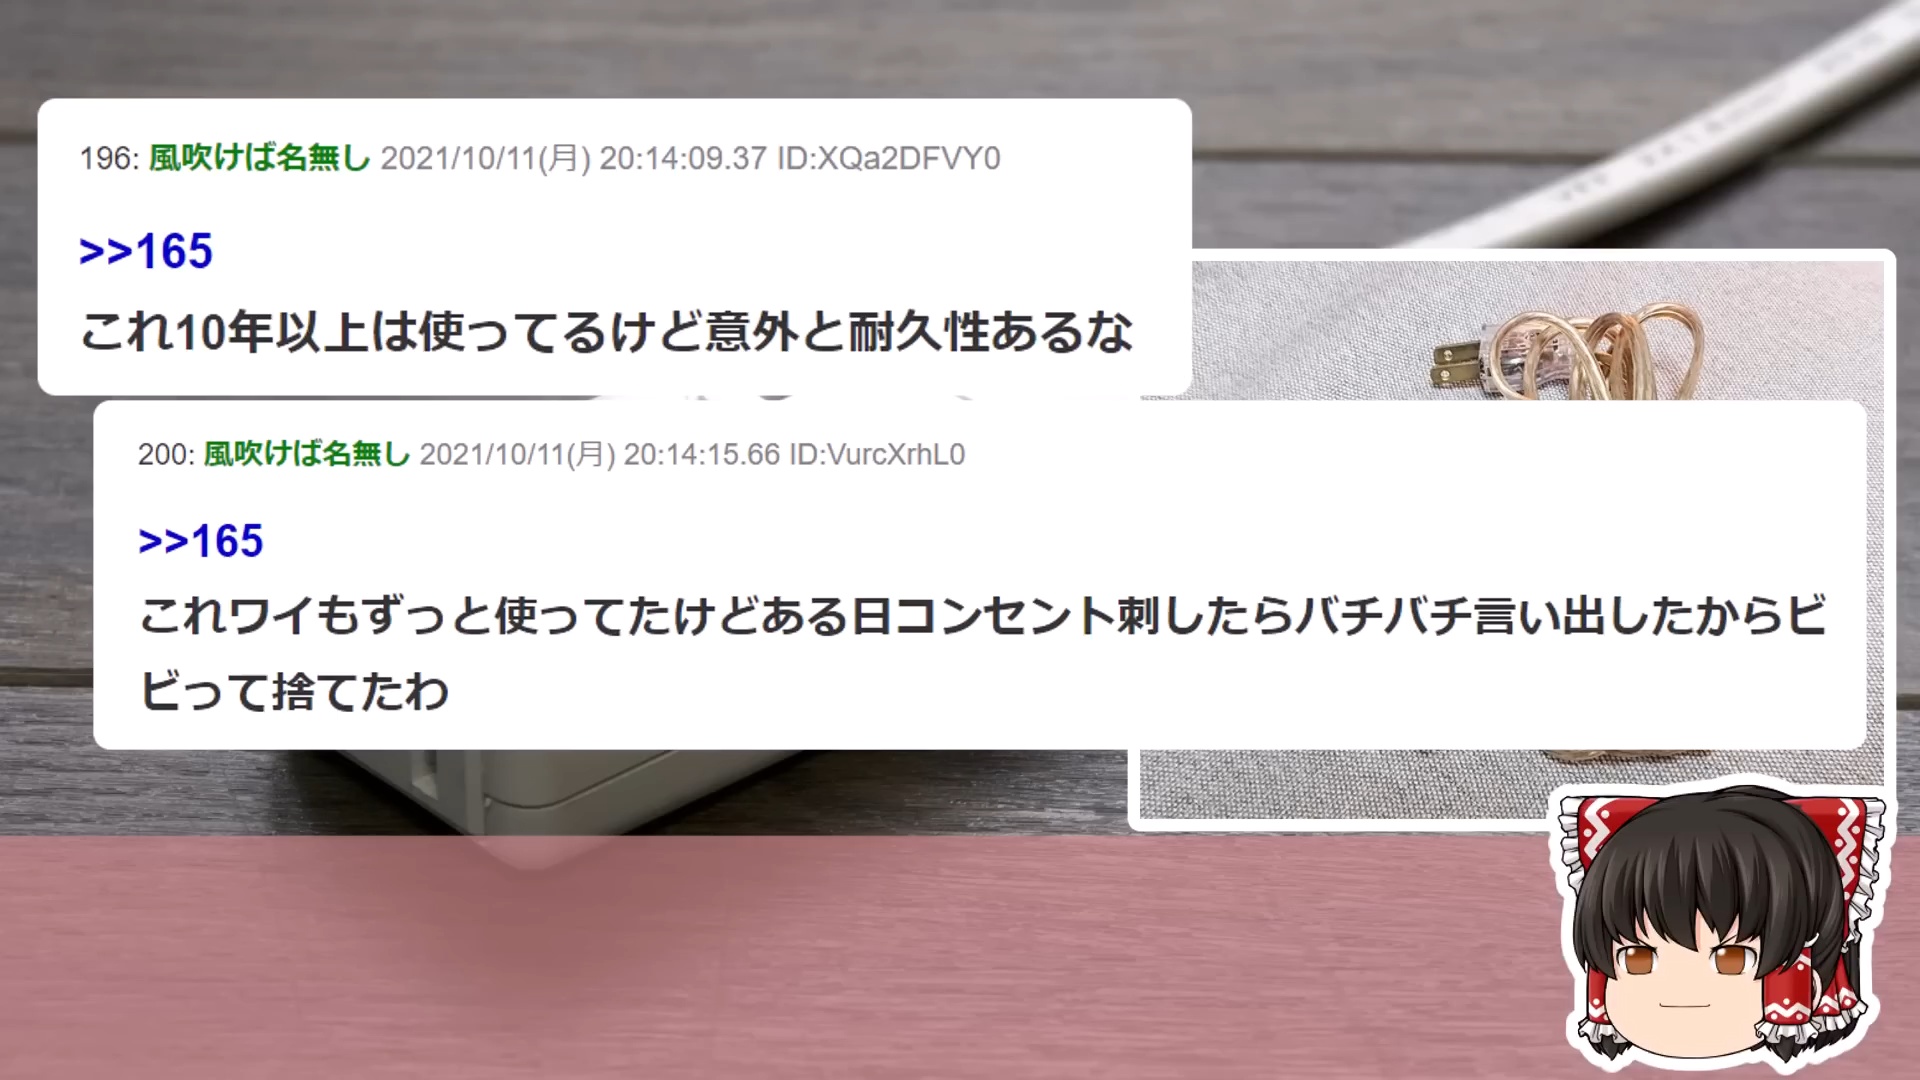 196: 風吹けば名無し 2021/10/11(月) 20:14:09.37 ID:XQa2DFVY0
>>165
これ10年以上は使ってるけど意外と耐久性あるな
200: 風吹けば名無し 2021/10/11(月) 20:14:15.66 ID:VurcXrhL0
>>165
これワイもずっと使ってたけどある日コンセント刺したらバチバチ言い出したからビ
ビって捨てたわ